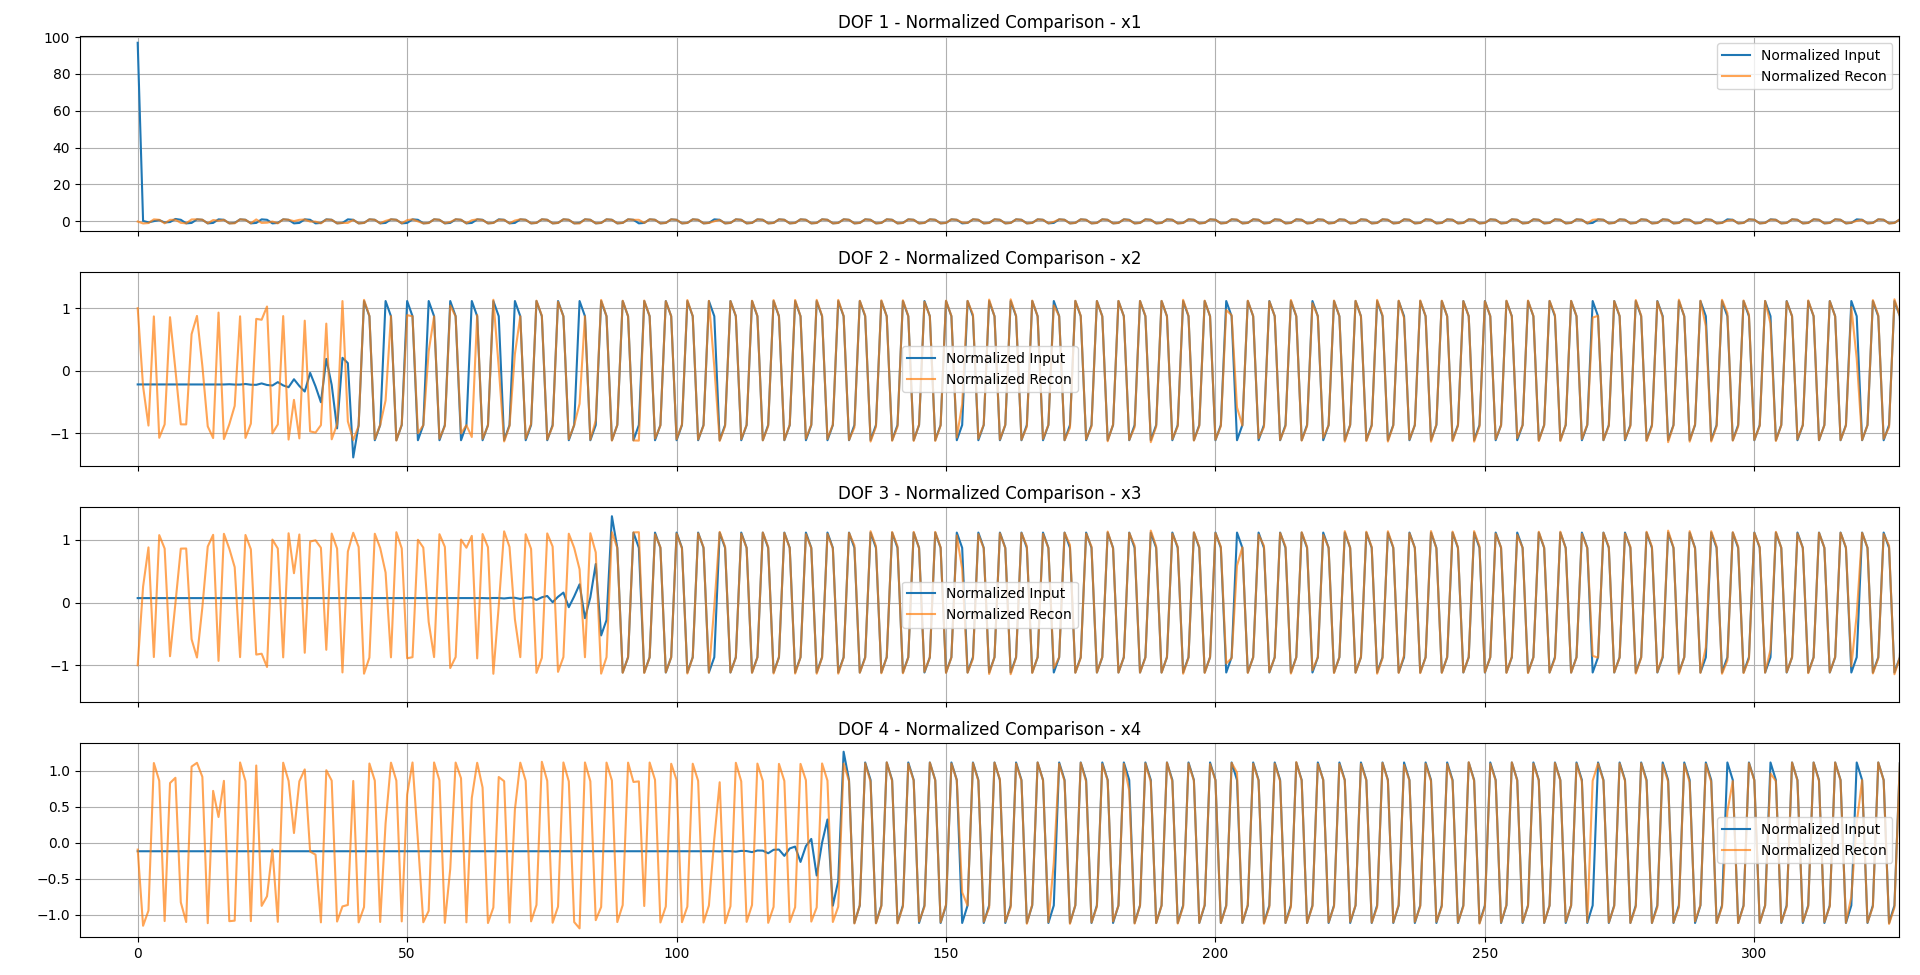 DOF 1 - Normalized Comparison - x1
100
80
60
40
20
0
Normalized Input
Normalized Recon
DOF 2 - Normalized Comparison - x2
1
0
−1
Normalized Input
Normalized Recon
DOF 3 - Normalized Comparison - x3
1
0
−1
Normalized Input
Normalized Recon
DOF 4 - Normalized Comparison - x4
1.0
0.5
0.0
−0.5
−1.0
Normalized Input
Normalized Recon
0 50 100 150 200 250 300